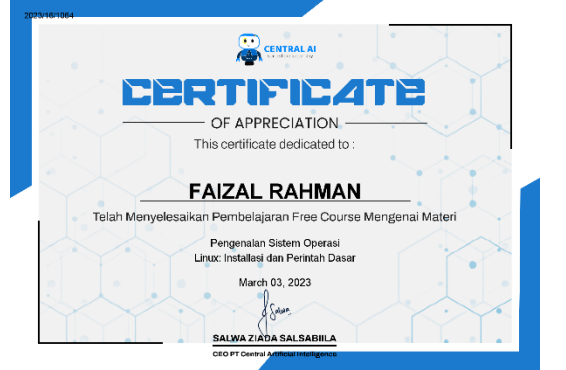 2023/16/1064
CENTRAL AI
CERTIFICATE
OF APPRECIATION
This certificate dedicated to :
FAIZAL RAHMAN
Telah Menyelesaikan Pembelajaran Free Course Mengenai Materi
Pengenalan Sistem Operasi
Linux: Installasi dan Perintah Dasar
March 03, 2023
Salwa
SALWA ZIADA SALSABIILA
CEO PT Central Artificial Intelligence